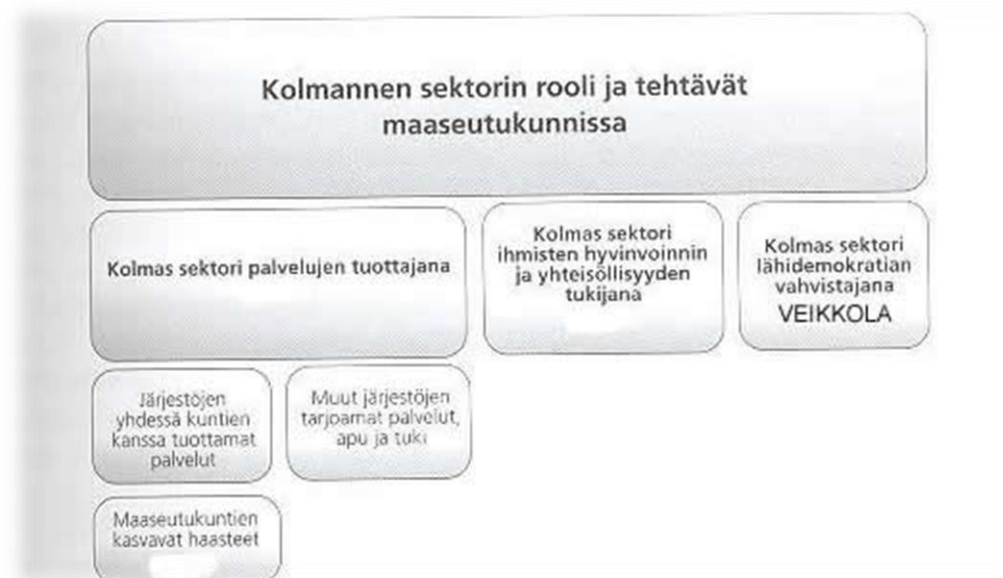 Kolmannen sektorin rooli ja tehtävät
maaseutukunnissa
Kolmas sektori palvelujen tuottajana
Kolmas sektori
ihmisten hyvinvoinnin
ja yhteisöllisyyden
tukijana
Kolmas sektori
lähidemokratian
vahvistajana
VEIKKOLA
Järjestöjen
yhdessä kuntien
kanssa tuottamat
palvelut
Muut järjestöjen
tarjoamat palvelut,
apu ja tuki
Maaseutukuntien
kasvavat haasteet